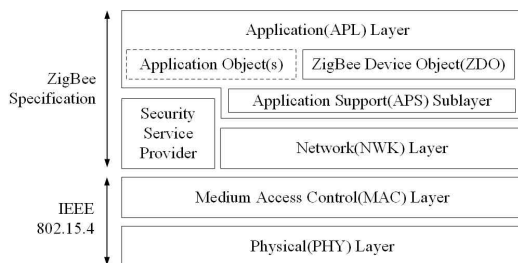 ZigBee
Specification
Application(APL) Layer
Application Object(s)
ZigBee Device Object(ZDO)
Application Support(APS) Sublayer
Security
Service
Provider
Network(NWK) Layer
IEEE
802.15.4
Medium Access Control(MAC) Layer
Physical(PHY) Layer